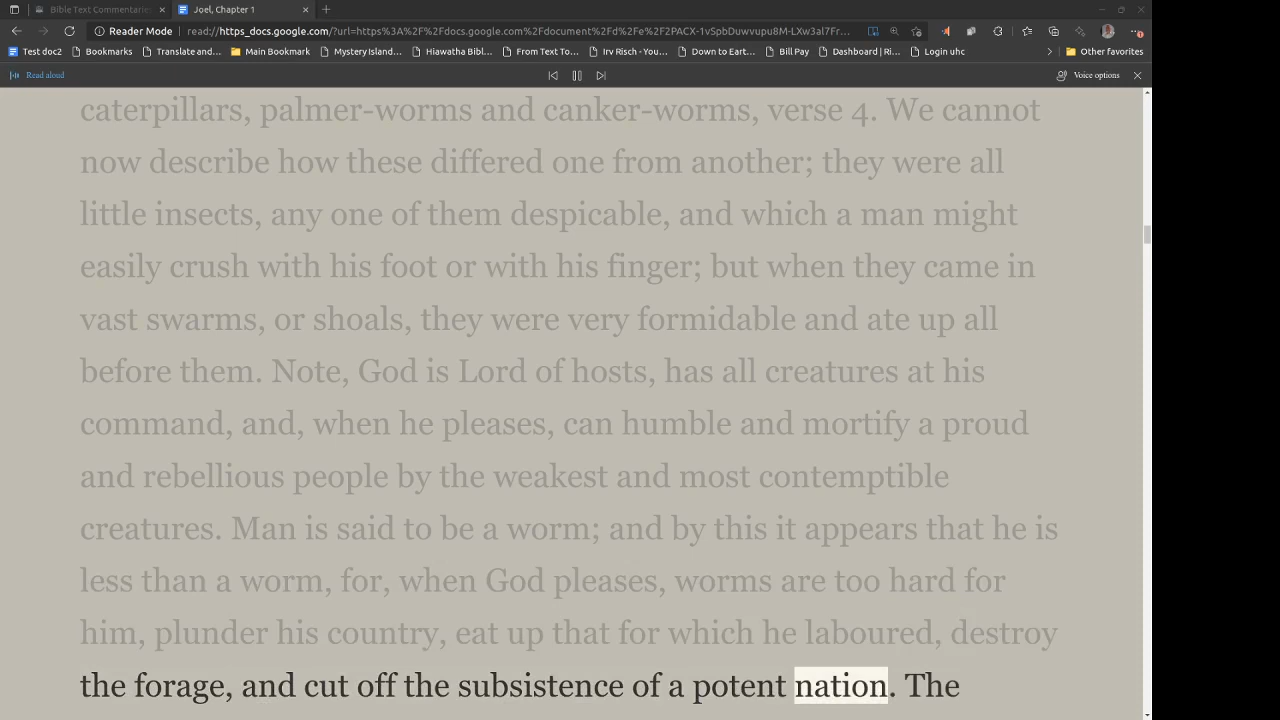 Bible Text Commentaries
Joel, Chapter 1
Reader Mode
read://https_docs.google.com/?url=https%3A%2F%2Fdocs.google.com%2Fdocument%2Fd%2Fe%2F2PACX-1vSpbDuwvupu8M-LXw3al7Fr...
Test doc2
Bookmarks
Translate and...
Main Bookmark
Mystery Island...
Hiawatha Bibl...
From Text To...
Irv Risch - You...
Down to Eart...
Bill Pay
Dashboard | Ri...
Login uhc
Other favorites
Read aloud
Voice options
caterpillars, palmer-worms and canker-worms, verse 4. We cannot
now describe how these differed one from another; they were all
little insects, any one of them despicable, and which a man might
easily crush with his foot or with his finger; but when they came in
vast swarms, or shoals, they were very formidable and ate up all
before them. Note, God is Lord of hosts, has all creatures at his
command, and, when he pleases, can humble and mortify a proud
and rebellious people by the weakest and most contemptible
creatures. Man is said to be a worm; and by this it appears that he is
less than a worm, for, when God pleases, worms are too hard for
him, plunder his country, eat up that for which he laboured, destroy
the forage, and cut off the subsistence of a potent nation. The